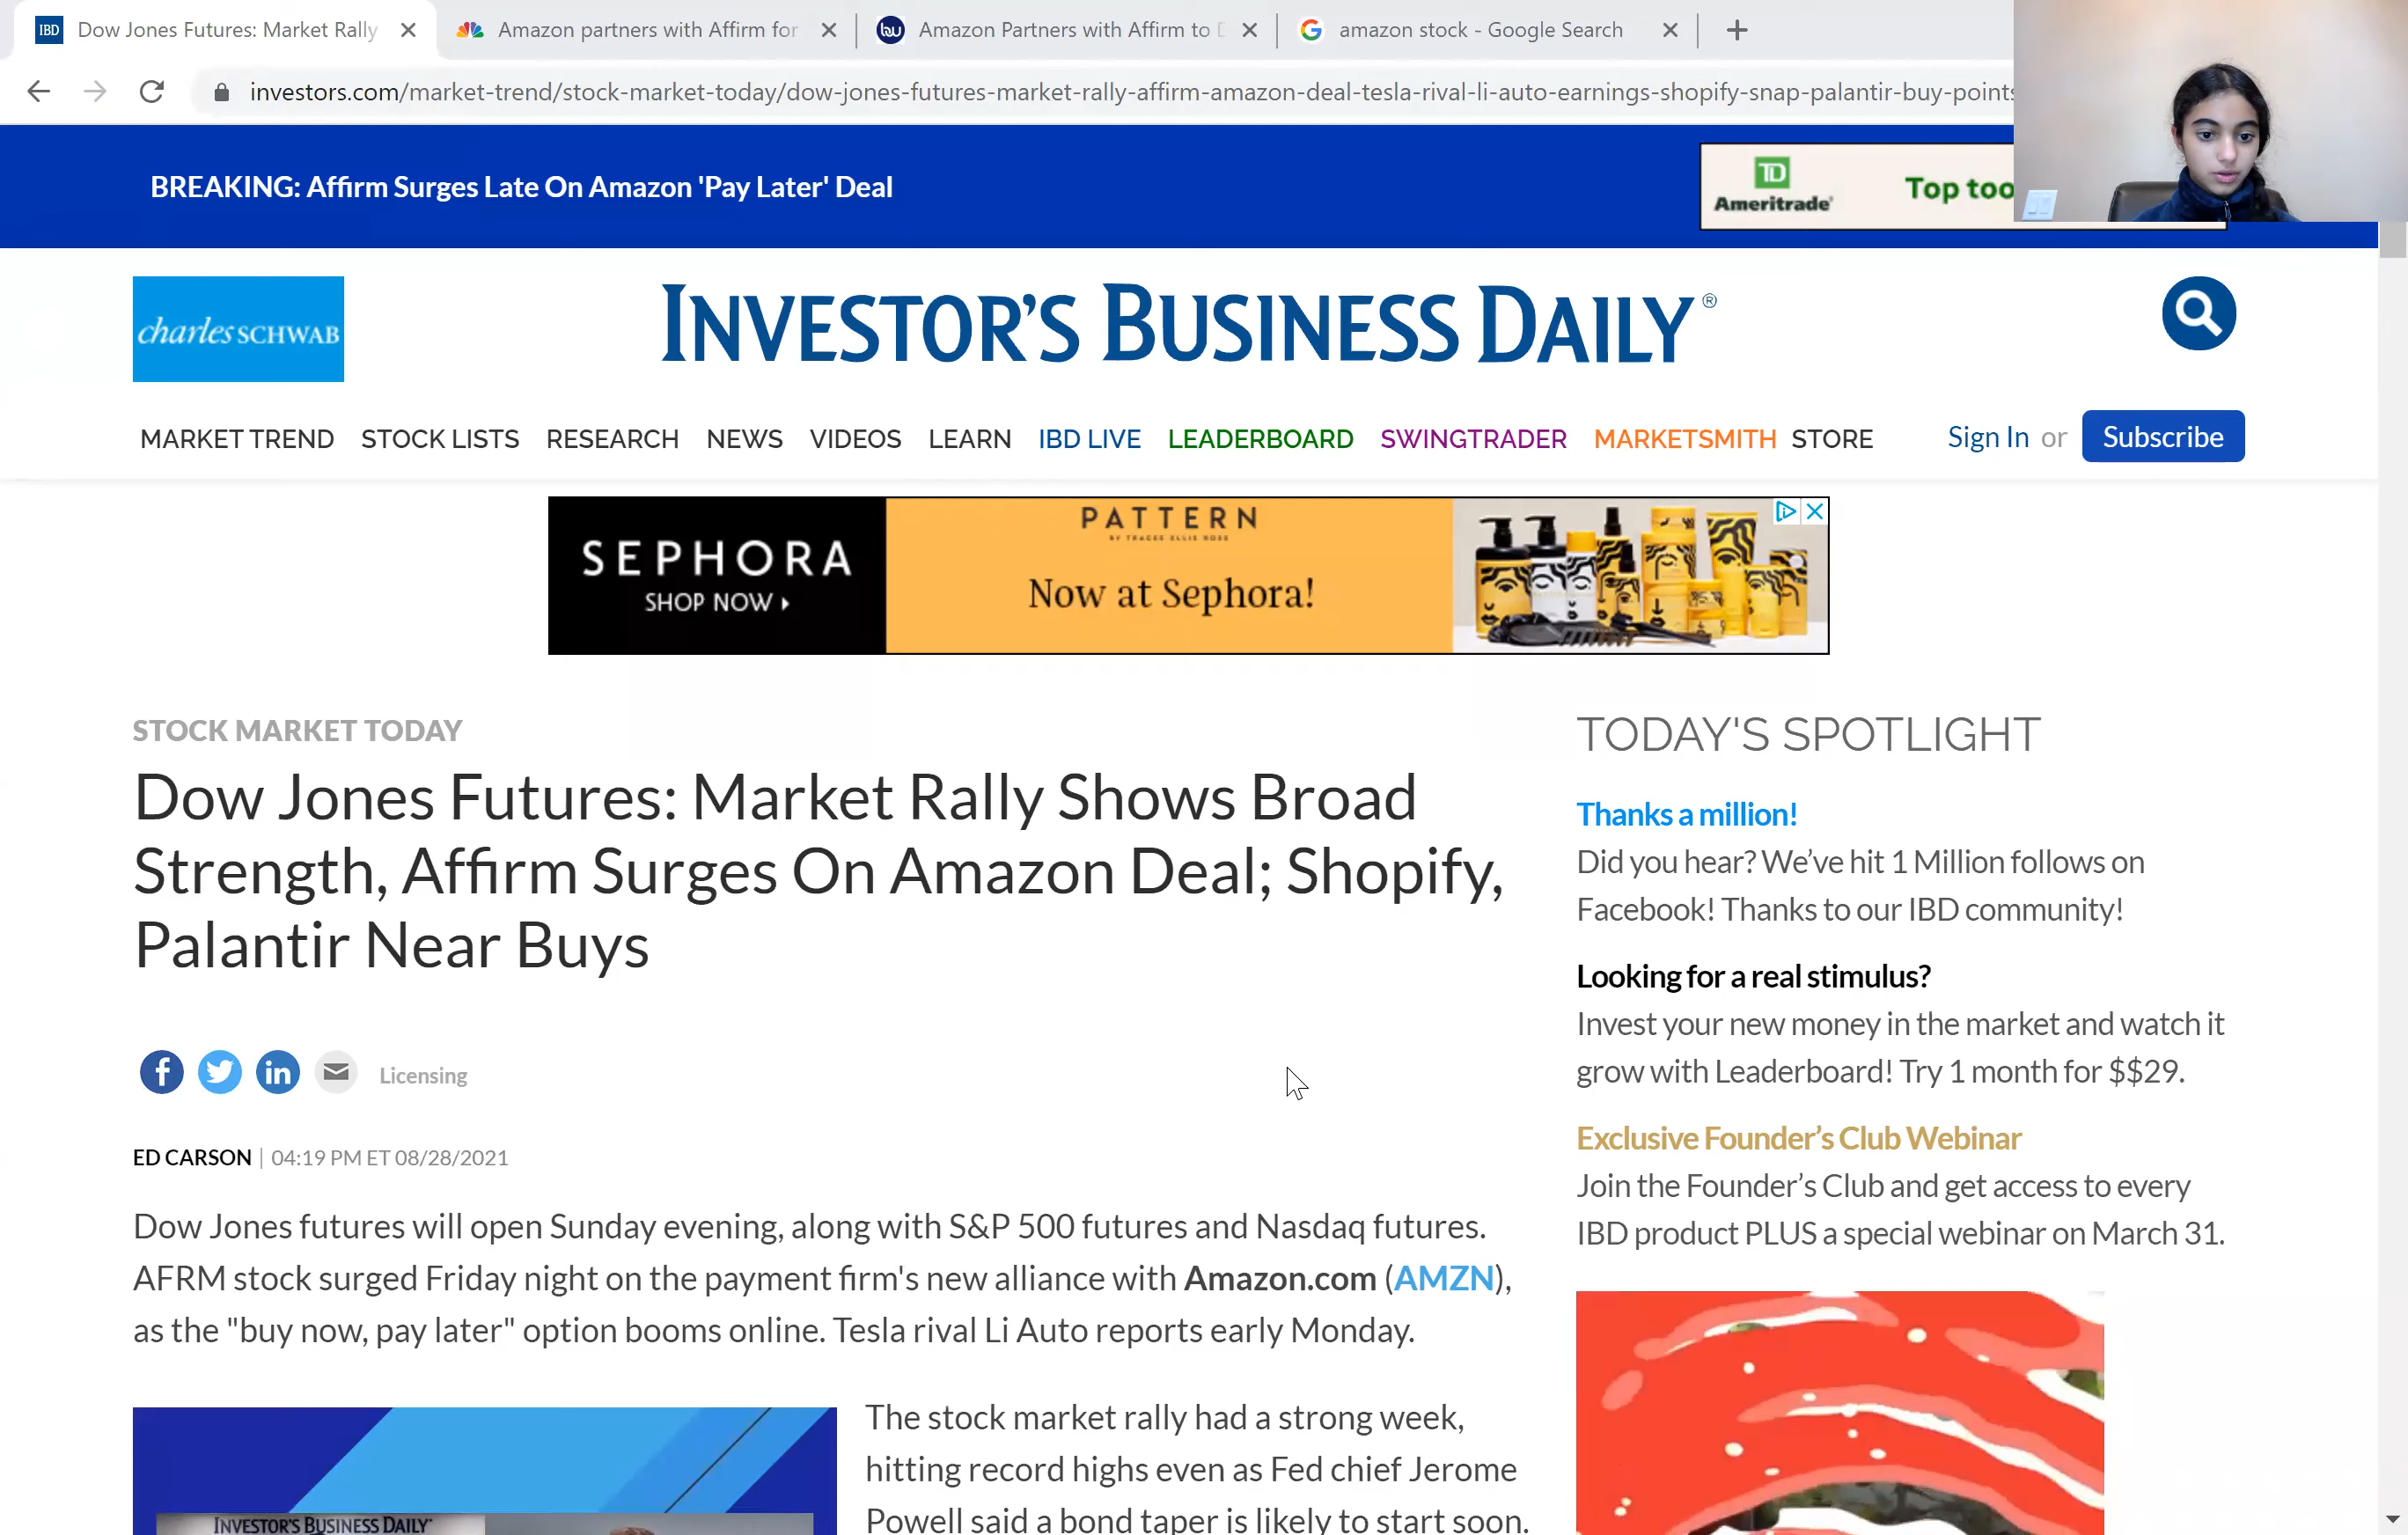 IBD Dow Jones Futures: Market Rally
Amazon partners with Affirm for
bu Amazon Partners with Affirm to D
G amazon stock - Google Search
investors.com/market-trend/stock-market-today/dow-jones-futures-market-rally-affirm-amazon-deal-tesla-rival-li-auto-earnings-shopify-snap-palantir-buy-points
BREAKING: Affirm Surges Late On Amazon 'Pay Later' Deal
TD
Ameritrade
Top too
charles SCHWAB
INVESTOR'S BUSINESS DAILY®
MARKET TREND STOCK LISTS RESEARCH NEWS VIDEOS LEARN IBD LIVE LEADERBOARD SWINGTRADER MARKETSMITH STORE
Sign In or Subscribe
SEPHORA
SHOP NOW
PATTERN
BY TRACEE ELLIS ROSS
Now at Sephora!
STOCK MARKET TODAY
Dow Jones Futures: Market Rally Shows Broad
Strength, Affirm Surges On Amazon Deal; Shopify,
Palantir Near Buys
f in Licensing
ED CARSON | 04:19 PM ET 08/28/2021
Dow Jones futures will open Sunday evening, along with S&P 500 futures and Nasdaq futures.
AFRM stock surged Friday night on the payment firm's new alliance with Amazon.com (AMZN),
as the "buy now, pay later" option booms online. Tesla rival Li Auto reports early Monday.
INVESTOR'S BUSINESS DAILY
The stock market rally had a strong week,
hitting record highs even as Fed chief Jerome
Powell said a bond taper is likely to start soon.
TODAY'S SPOTLIGHT
Thanks a million!
Did you hear? We've hit 1 Million follows on
Facebook! Thanks to our IBD community!
Looking for a real stimulus?
Invest your new money in the market and watch it
grow with Leaderboard! Try 1 month for $$29.
Exclusive Founder's Club Webinar
Join the Founder's Club and get access to every
IBD product PLUS a special webinar on March 31.